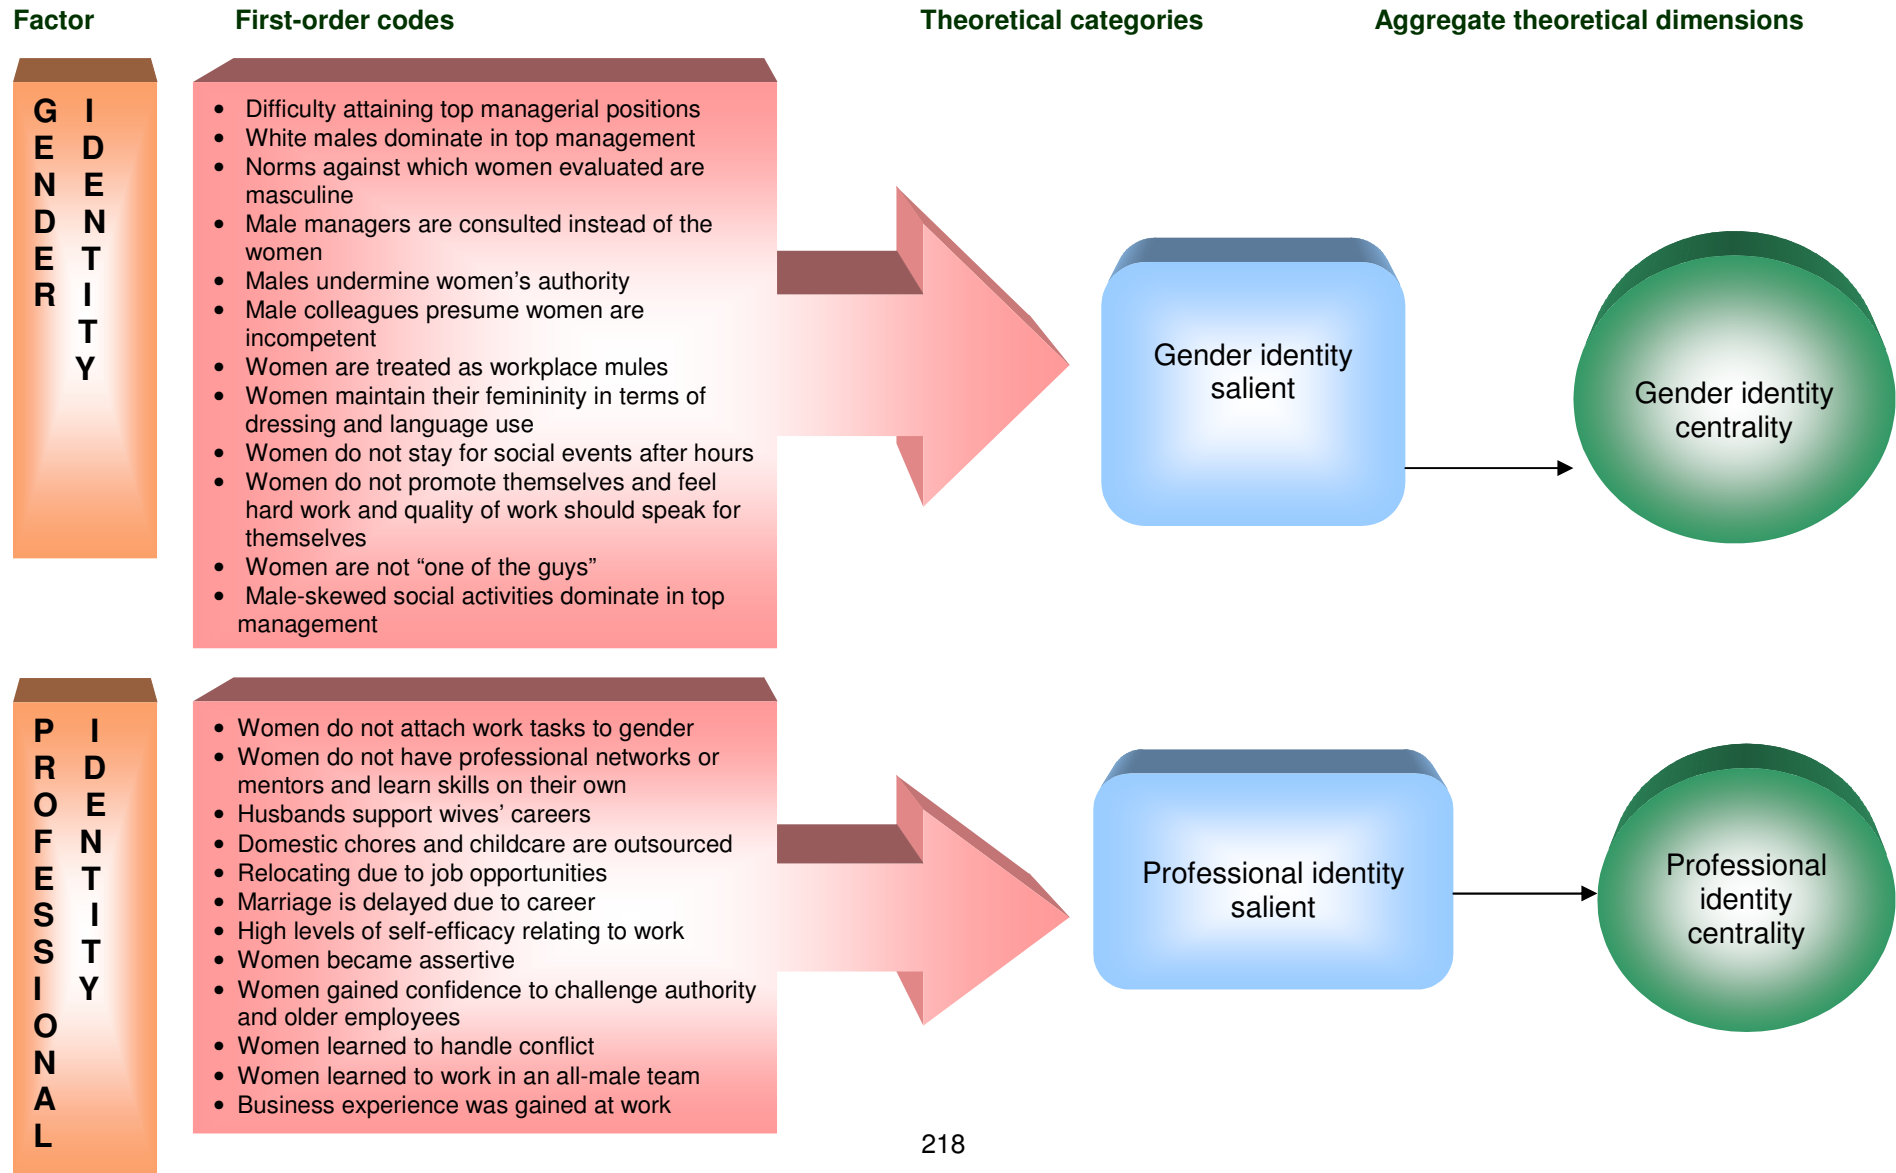 Factor First-order codes Theoretical categories Aggregate theoretical dimensions
GENDER IDENTITY
• Difficulty attaining top managerial positions
• White males dominate in top management
• Norms against which women evaluated are
masculine
• Male managers are consulted instead of the
women
• Males undermine women’s authority
• Male colleagues presume women are
incompetent
• Women are treated as workplace mules
• Women maintain their femininity in terms of
dressing and language use
• Women do not stay for social events after hours
• Women do not promote themselves and feel
hard work and quality of work should speak for
themselves
• Women are not “one of the guys”
• Male-skewed social activities dominate in top
management
Gender identity
salient
Gender identity
centrality
PROFESSIONAL IDENTITY
• Women do not attach work tasks to gender
• Women do not have professional networks or
mentors and learn skills on their own
• Husbands support wives’ careers
• Domestic chores and childcare are outsourced
• Relocating due to job opportunities
• Marriage is delayed due to career
• High levels of self-efficacy relating to work
• Women became assertive
• Women gained confidence to challenge authority
and older employees
• Women learned to handle conflict
• Women learned to work in an all-male team
• Business experience was gained at work
Professional identity
salient
Professional
identity
centrality
218